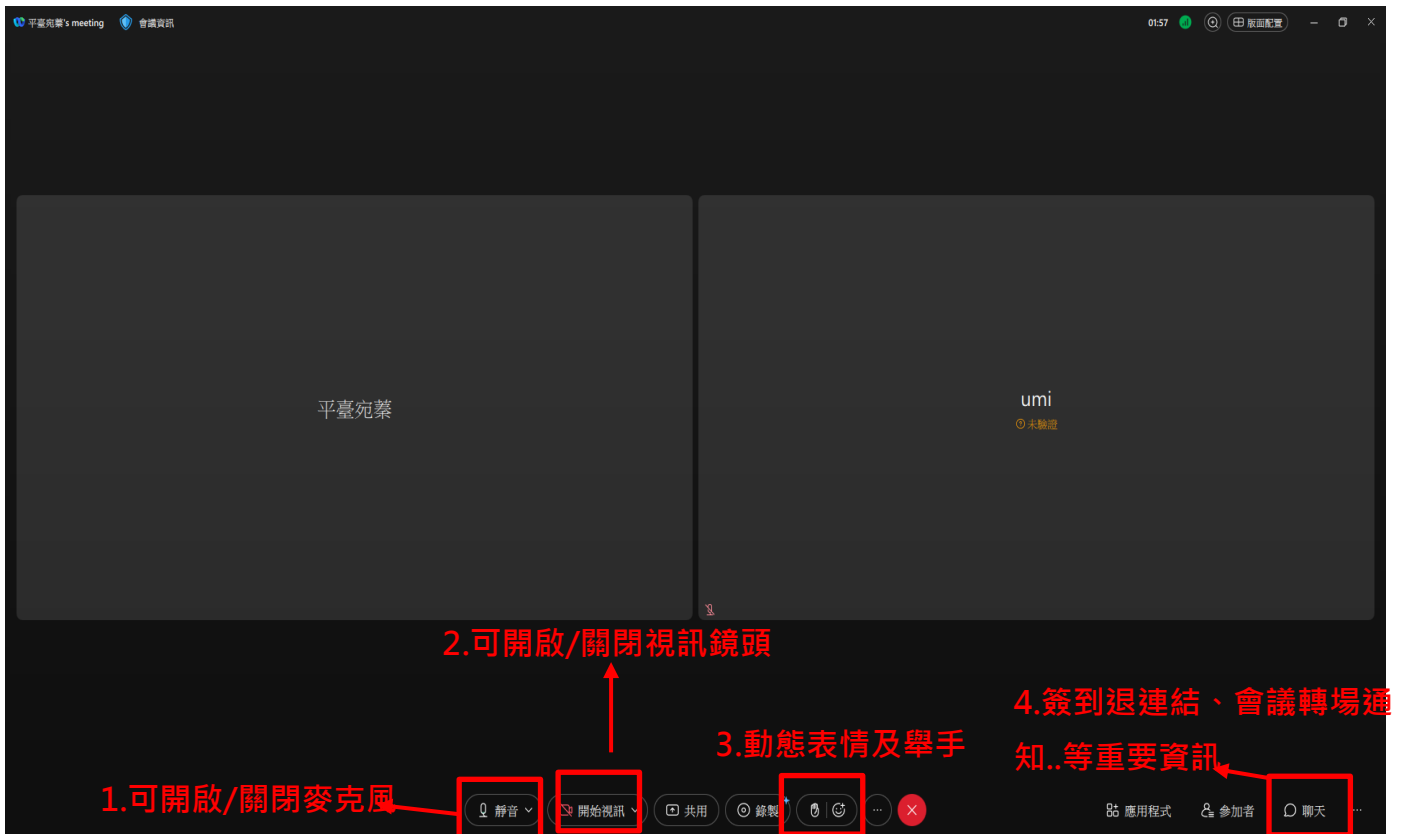 平臺宛蓁's meeting 會議資訊 01:57 版面配置
平臺宛蓁
umi
未驗證
2.可開啟/關閉視訊鏡頭
4.簽到退連結、會議轉場通
知..等重要資訊
3.動態表情及舉手
1.可開啟/關閉麥克風
靜音 開始視訊 共用 錄製 應用程式 參加者 聊天